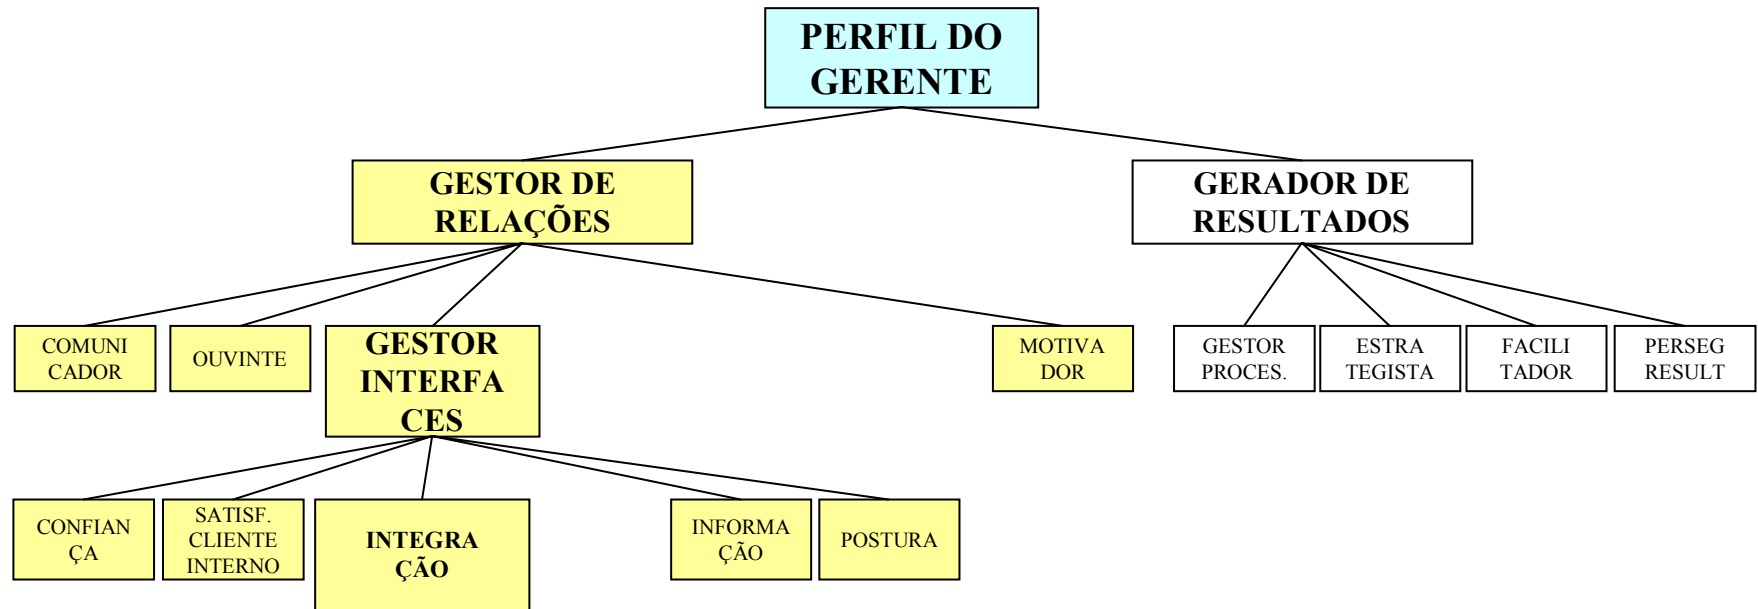 PERFIL DO
GERENTE
GESTOR DE
RELAÇÕES
GERADOR DE
RESULTADOS
COMUNI
CADOR
OUVINTE
GESTOR
INTERFA
CES
MOTIVA
DOR
GESTOR
PROCES.
ESTRA
TEGISTA
FACILI
TADOR
PERSEG
RESULT
CONFIAN
ÇA
SATISF.
CLIENTE
INTERNO
INTEGRA
ÇÃO
INFORMA
ÇÃO
POSTURA